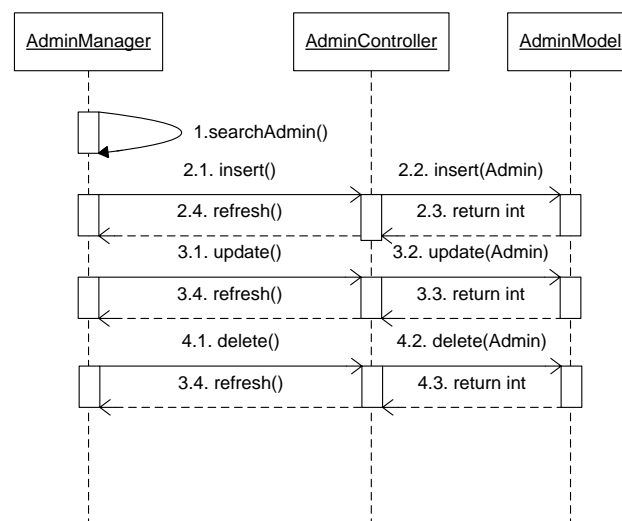 AdminManager
AdminController
AdminModel
1.searchAdmin()
2.1. insert()
2.2. insert(Admin)
2.4. refresh()
2.3. return int
3.1. update()
3.2. update(Admin)
3.4. refresh()
3.3. return int
4.1. delete()
4.2. delete(Admin)
3.4. refresh()
4.3. return int